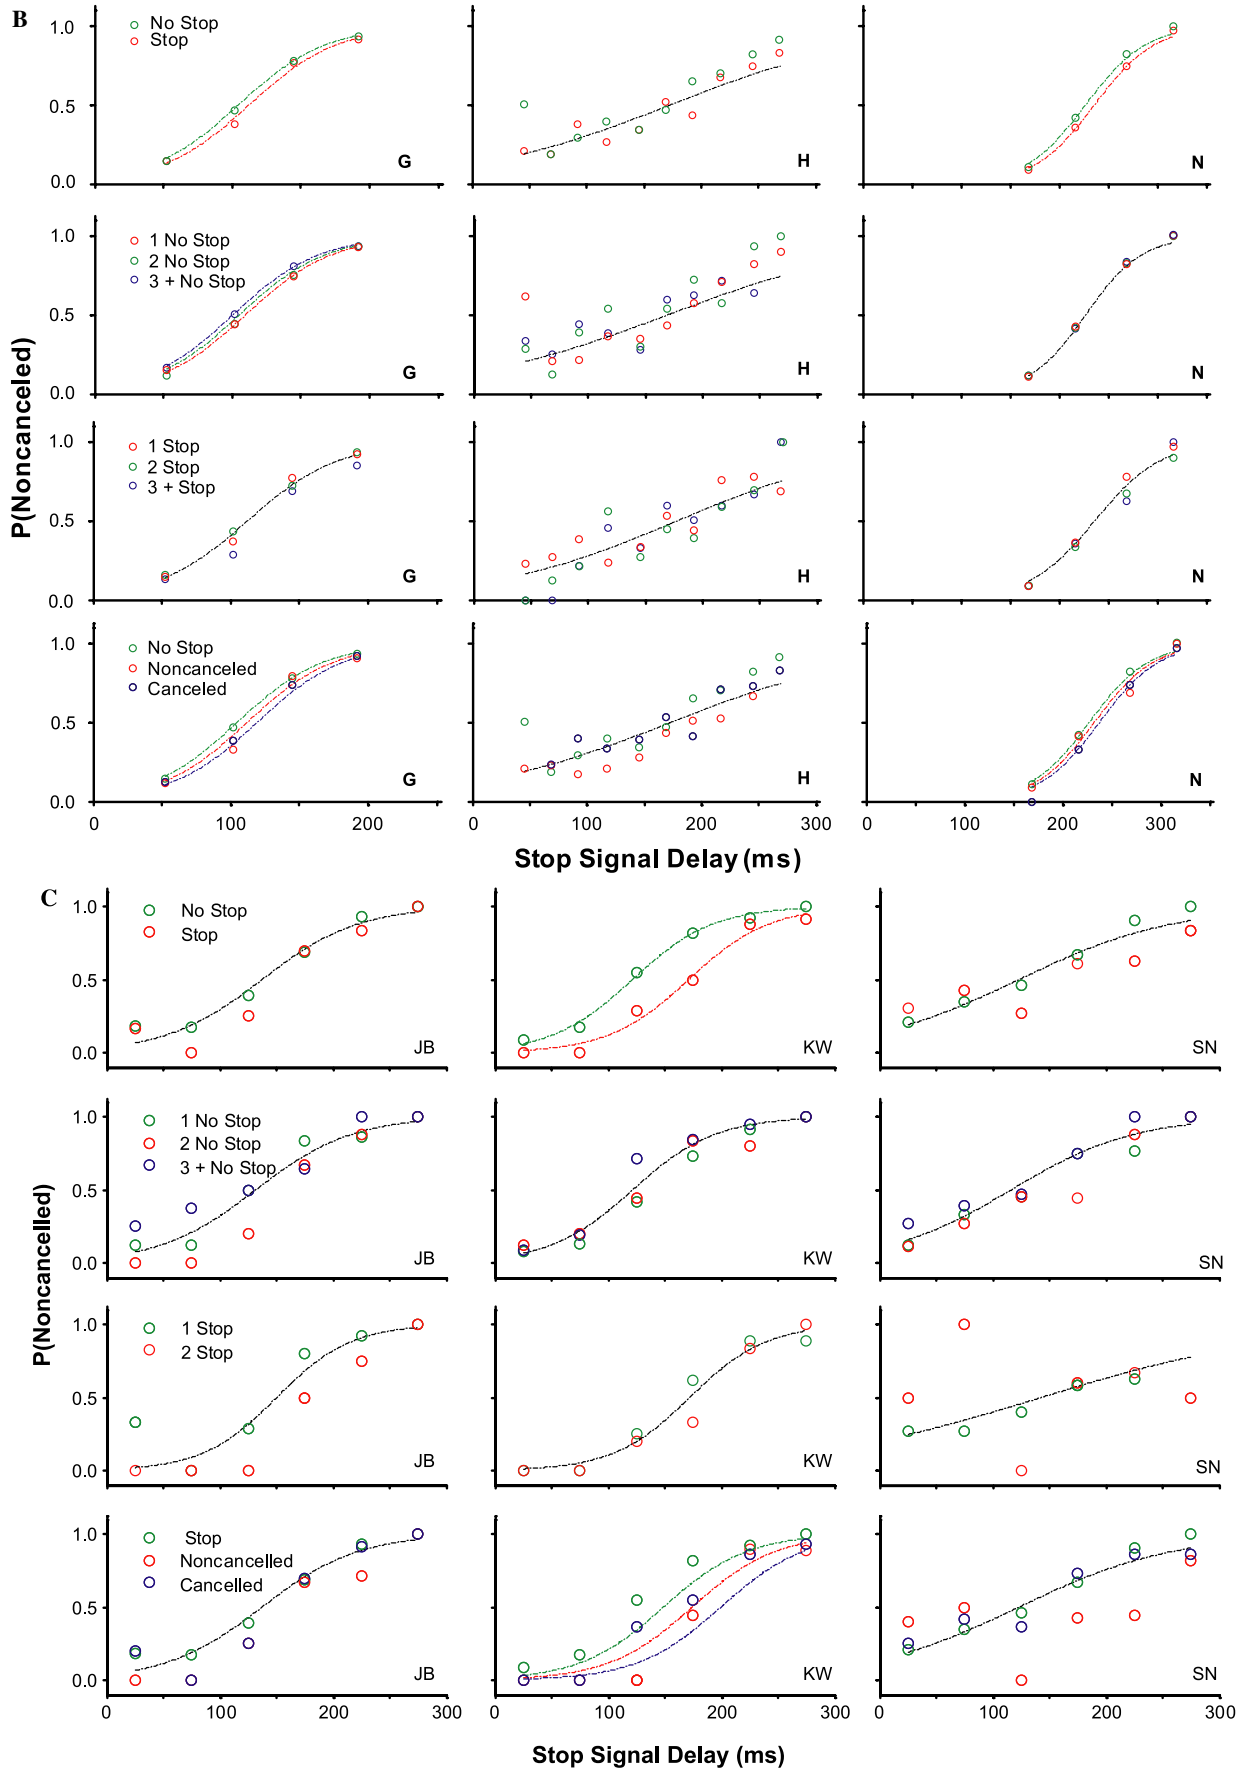 B
No Stop
Stop
1.0
0.5
0.0
G
H
N
1 No Stop
2 No Stop
3 + No Stop
1.0
0.5
0.0
G
H
N
P(Noncanceled)
1 Stop
2 Stop
3 + Stop
1.0
0.5
0.0
G
H
N
No Stop
Noncanceled
Canceled
1.0
0.5
0.0
G
H
N
0 100 200
0 100 200 300
0 100 200 300
Stop Signal Delay (ms)
C
No Stop
Stop
1.0
0.5
0.0
JB
KW
SN
1 No Stop
2 No Stop
3 + No Stop
1.0
0.5
0.0
JB
KW
SN
P(Noncancelled)
1 Stop
2 Stop
1.0
0.5
0.0
JB
KW
SN
Stop
Noncancelled
Cancelled
1.0
0.5
0.0
JB
KW
SN
0 100 200 300
0 100 200 300
0 100 200 300
Stop Signal Delay (ms)